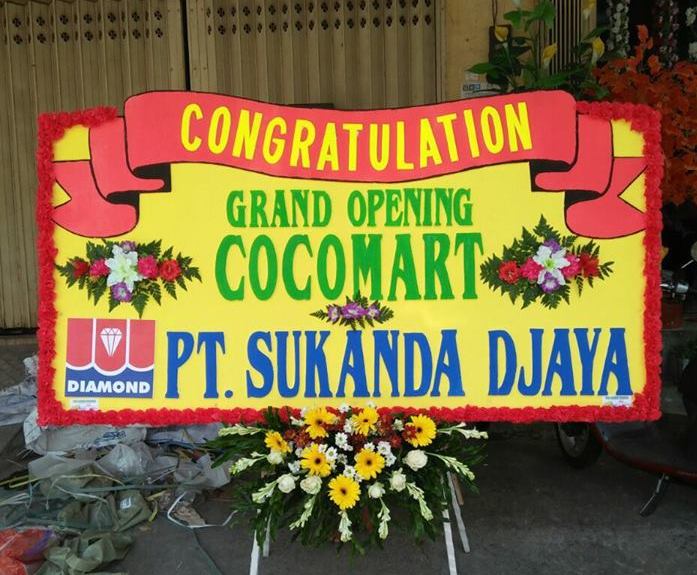 CONGRATULATION
GRAND OPENING
COCOMART
DIAMOND
PT. SUKANDA DJAYA